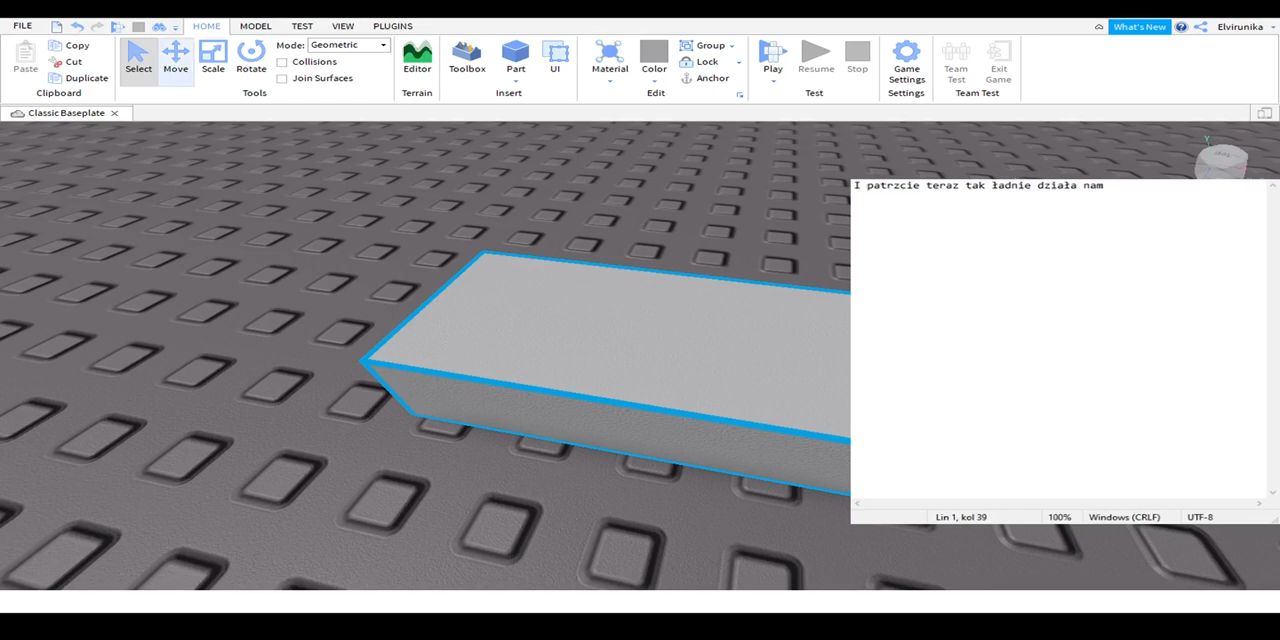 FILE HOME MODEL TEST VIEW PLUGINS What's New Elvirunika
Paste Copy Cut Duplicate Clipboard
Select Move Scale Rotate Mode: Geometric Collisions Join Surfaces Tools
Editor Terrain
Toolbox Part UI Insert
Material Color Group Lock Anchor Edit
Play Resume Stop Test
Game Settings Settings
Team Test Exit Game Team Test
Classic Baseplate
Y
I patrzcie teraz tak ładnie działa nam
Lin 1, kol 39 100% Windows (CRLF) UTF-8